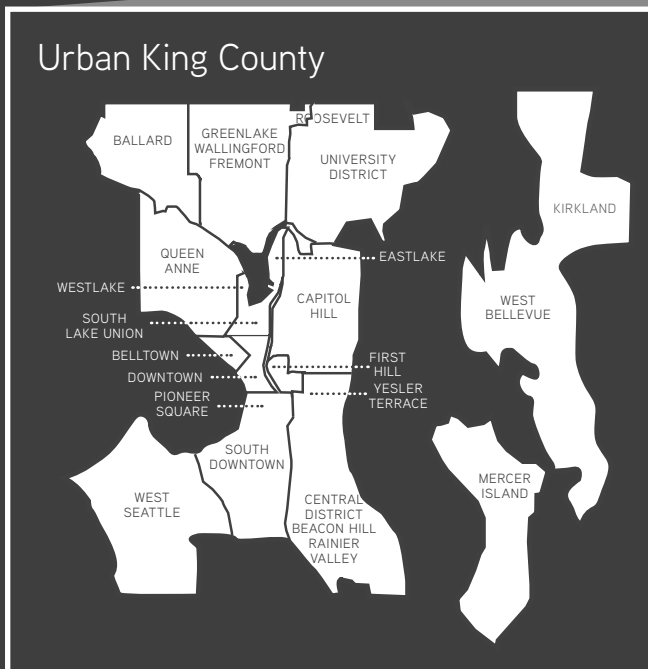 Urban King County
BALLARD
GREENLAKE
WALLINGFORD
FREMONT
ROOSEVELT
UNIVERSITY
DISTRICT
KIRKLAND
QUEEN
ANNE
EASTLAKE
WESTLAKE
CAPITOL
HILL
WEST
BELLEVUE
SOUTH
LAKE UNION
BELLTOWN
FIRST
HILL
DOWNTOWN
YESLER
TERRACE
PIONEER
SQUARE
SOUTH
DOWNTOWN
MERCER
ISLAND
WEST
SEATTLE
CENTRAL
DISTRICT
BEACON HILL
RAINIER
VALLEY